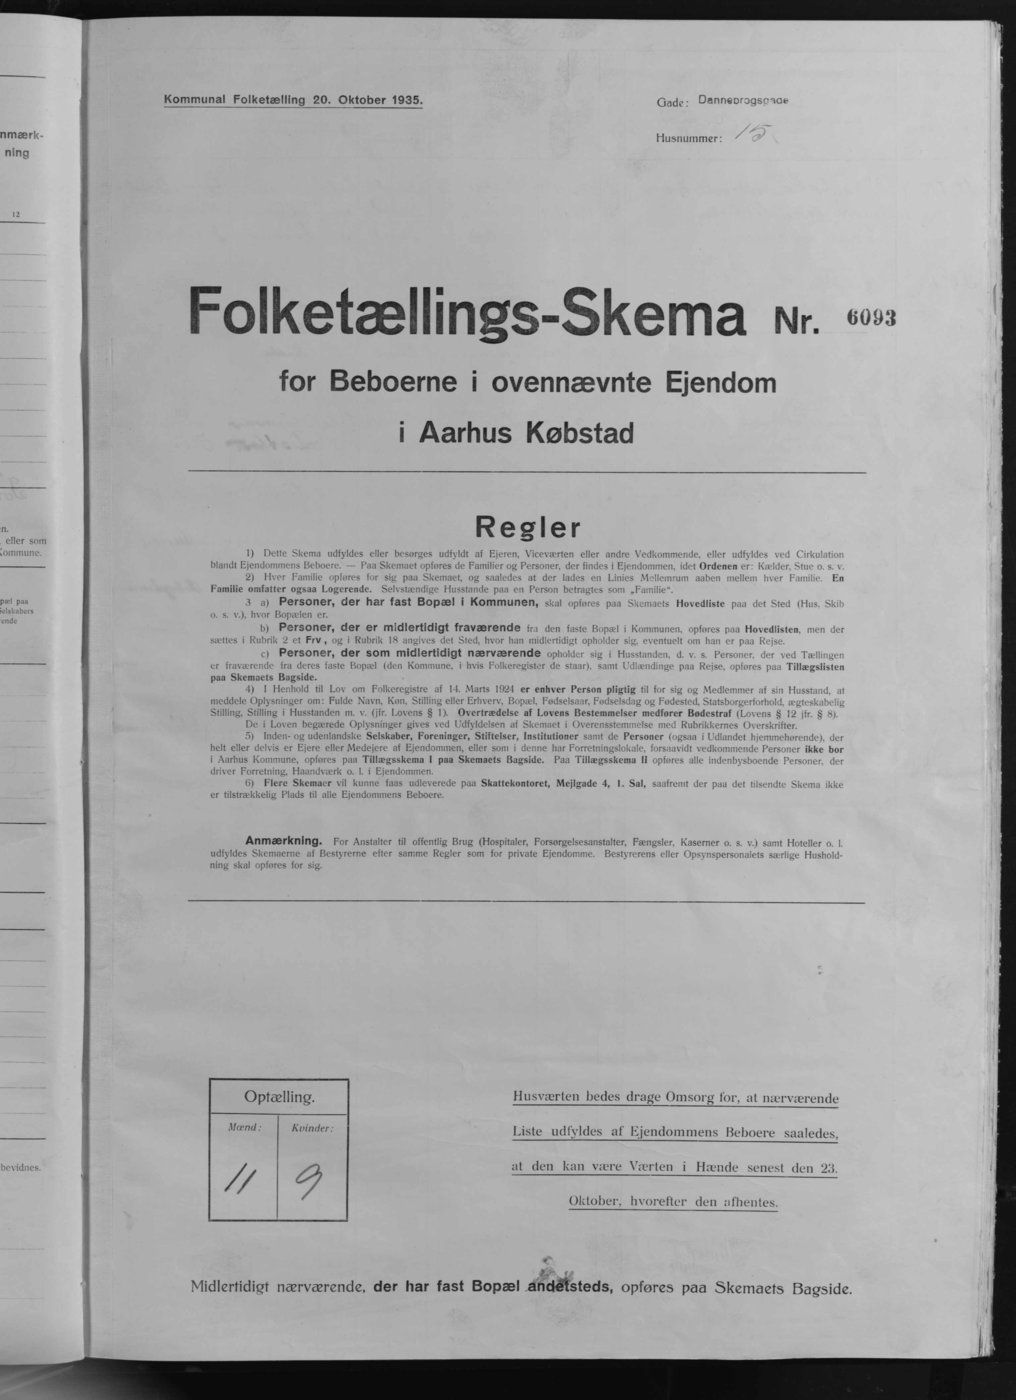 nmærk-
ning
12
n.
, eller som
Kommune.
pæl paa
Selskabers
ende
bevidnes.
Kommunal Folketælling 20. Oktober 1935.
Gade: Dannebrogsgade
Husnummer: 15
Folketællings-Skema Nr. 6093
for Beboerne i ovennævnte Ejendom
i Aarhus Købstad
Regler
1) Dette Skema udfyldes eller besørges udfyldt af Ejeren, Viceværten eller andre Vedkommende, eller udfyldes ved Cirkulation
blandt Ejendommens Beboere. — Paa Skemaet opføres de Familier og Personer, der findes i Ejendommen, idet Ordenen er: Kælder, Stue o. s. v.
2) Hver Familie opføres for sig paa Skemaet, og saaledes at der lades en Linies Mellemrum aaben mellem hver Familie. En
Familie omfatter ogsaa Logerende. Selvstændige Husstande paa en Person betragtes som „Familie“.
3 a) Personer, der har fast Bopæl i Kommunen, skal opføres paa Skemaets Hovedliste paa det Sted (Hus, Skib
o. s. v.), hvor Bopælen er.
b) Personer, der er midlertidigt fraværende fra den faste Bopæl i Kommunen, opføres paa Hovedlisten, men der
sættes i Rubrik 2 et Frv, og i Rubrik 18 angives det Sted, hvor han midlertidigt opholder sig, eventuelt om han er paa Rejse.
c) Personer, der som midlertidigt nærværende opholder sig i Husstanden, d. v. s. Personer, der ved Tællingen
er fraværende fra deres faste Bopæl (den Kommune, i hvis Folkeregister de staar), samt Udlændinge paa Rejse, opføres paa Tillægslisten
paa Skemaets Bagside.
4) I Henhold til Lov om Folkeregistre af 14. Marts 1924 er enhver Person pligtig til for sig og Medlemmer af sin Husstand, at
meddele Oplysninger om: Fulde Navn, Køn, Stilling eller Erhverv, Bopæl, Fødselsaar, Fødselsdag og Fødested, Statsborgerforhold, ægteskabelig
Stilling, Stilling i Husstanden m. v. (jfr. Lovens § 1). Overtrædelse af Lovens Bestemmelser medfører Bødestraf (Lovens § 12 jfr. § 8).
De i Loven begærede Oplysninger gives ved Udfyldelsen af Skemaet i Overensstemmelse med Rubrikkernes Overskrifter.
5) Inden- og udenlandske Selskaber, Foreninger, Stiftelser, Institutioner samt de Personer (ogsaa i Udlandet hjemmehørende), der
helt eller delvis er Ejere eller Medejere af Ejendommen, eller som i denne har Forretningslokale, forsaavidt vedkommende Personer ikke bor
i Aarhus Kommune, opføres paa Tillægsskema I paa Skemaets Bagside. Paa Tillægsskema II opføres alle indenbysboende Personer, der
driver Forretning, Haandværk o. l. i Ejendommen.
6) Flere Skemaer vil kunne faas udleverede paa Skattekontoret, Mejlgade 4, 1. Sal, saafremt der paa det tilsendte Skema ikke
er tilstrækkelig Plads til alle Ejendommens Beboere.
Anmærkning. For Anstalter til offentlig Brug (Hospitaler, Forsørgelsesanstalter, Fængsler, Kaserner o. s. v.) samt Hoteller o. l.
udfyldes Skemaerne af Bestyrerne efter samme Regler som for private Ejendomme. Bestyrerens eller Opsynspersonalets særlige Hushold-
ning skal opføres for sig.
Optælling.
Mænd: Kvinder:
11 9
Husværten bedes drage Omsorg for, at nærværende
Liste udfyldes af Ejendommens Beboere saaledes,
at den kan være Værten i Hænde senest den 23.
Oktober, hvorefter den afhentes.
Midlertidigt nærværende, der har fast Bopæl andetsteds, opføres paa Skemaets Bagside.